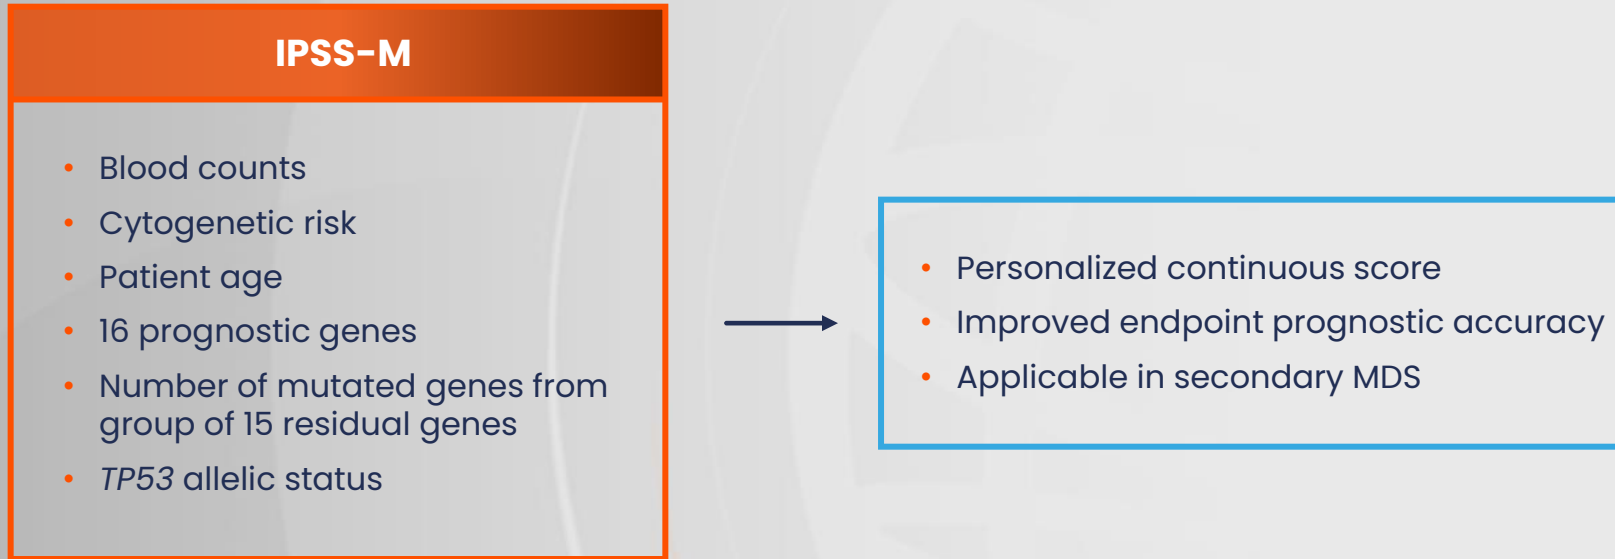 IPSS-M
• Blood counts
• Cytogenetic risk
• Patient age
• 16 prognostic genes
• Number of mutated genes from
group of 15 residual genes
• TP53 allelic status
• Personalized continuous score
• Improved endpoint prognostic accuracy
• Applicable in secondary MDS